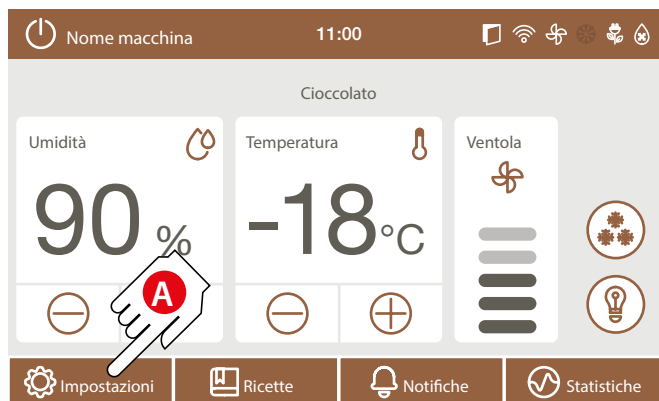 Nome macchina
11:00
Cioccolato
Umidità
Temperatura
Ventola
90 %
-18°C
A
Impostazioni
Ricette
Notifiche
Statistiche